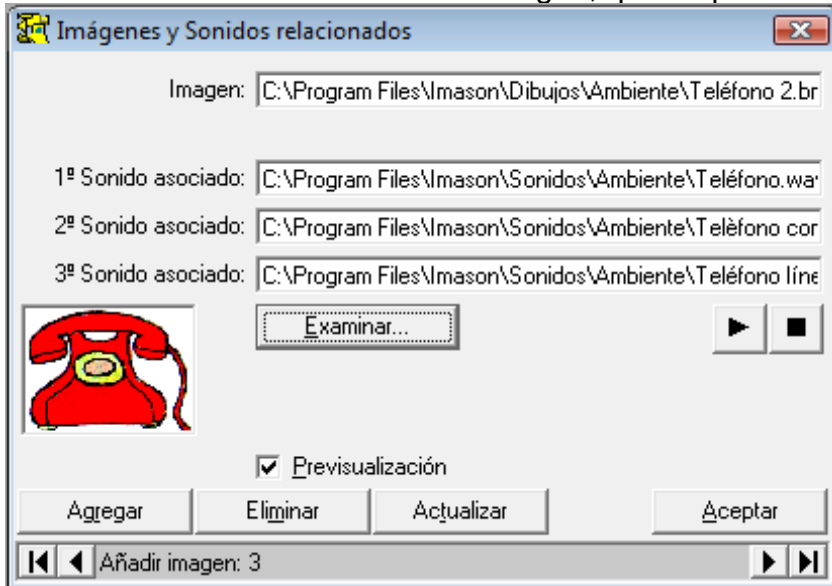 Imágenes y Sonidos relacionados
Imagen: C:\Program Files\Imason\Dibujos\Ambiente\Teléfono 2.br
1º Sonido asociado: C:\Program Files\Imason\Sonidos\Ambiente\Teléfono.wa
2º Sonido asociado: C:\Program Files\Imason\Sonidos\Ambiente\Telèfono cor
3º Sonido asociado: C:\Program Files\Imason\Sonidos\Ambiente\Teléfono líne
Examinar...
Previsualización
Agregar Eliminar Actualizar Aceptar
Añadir imagen: 3